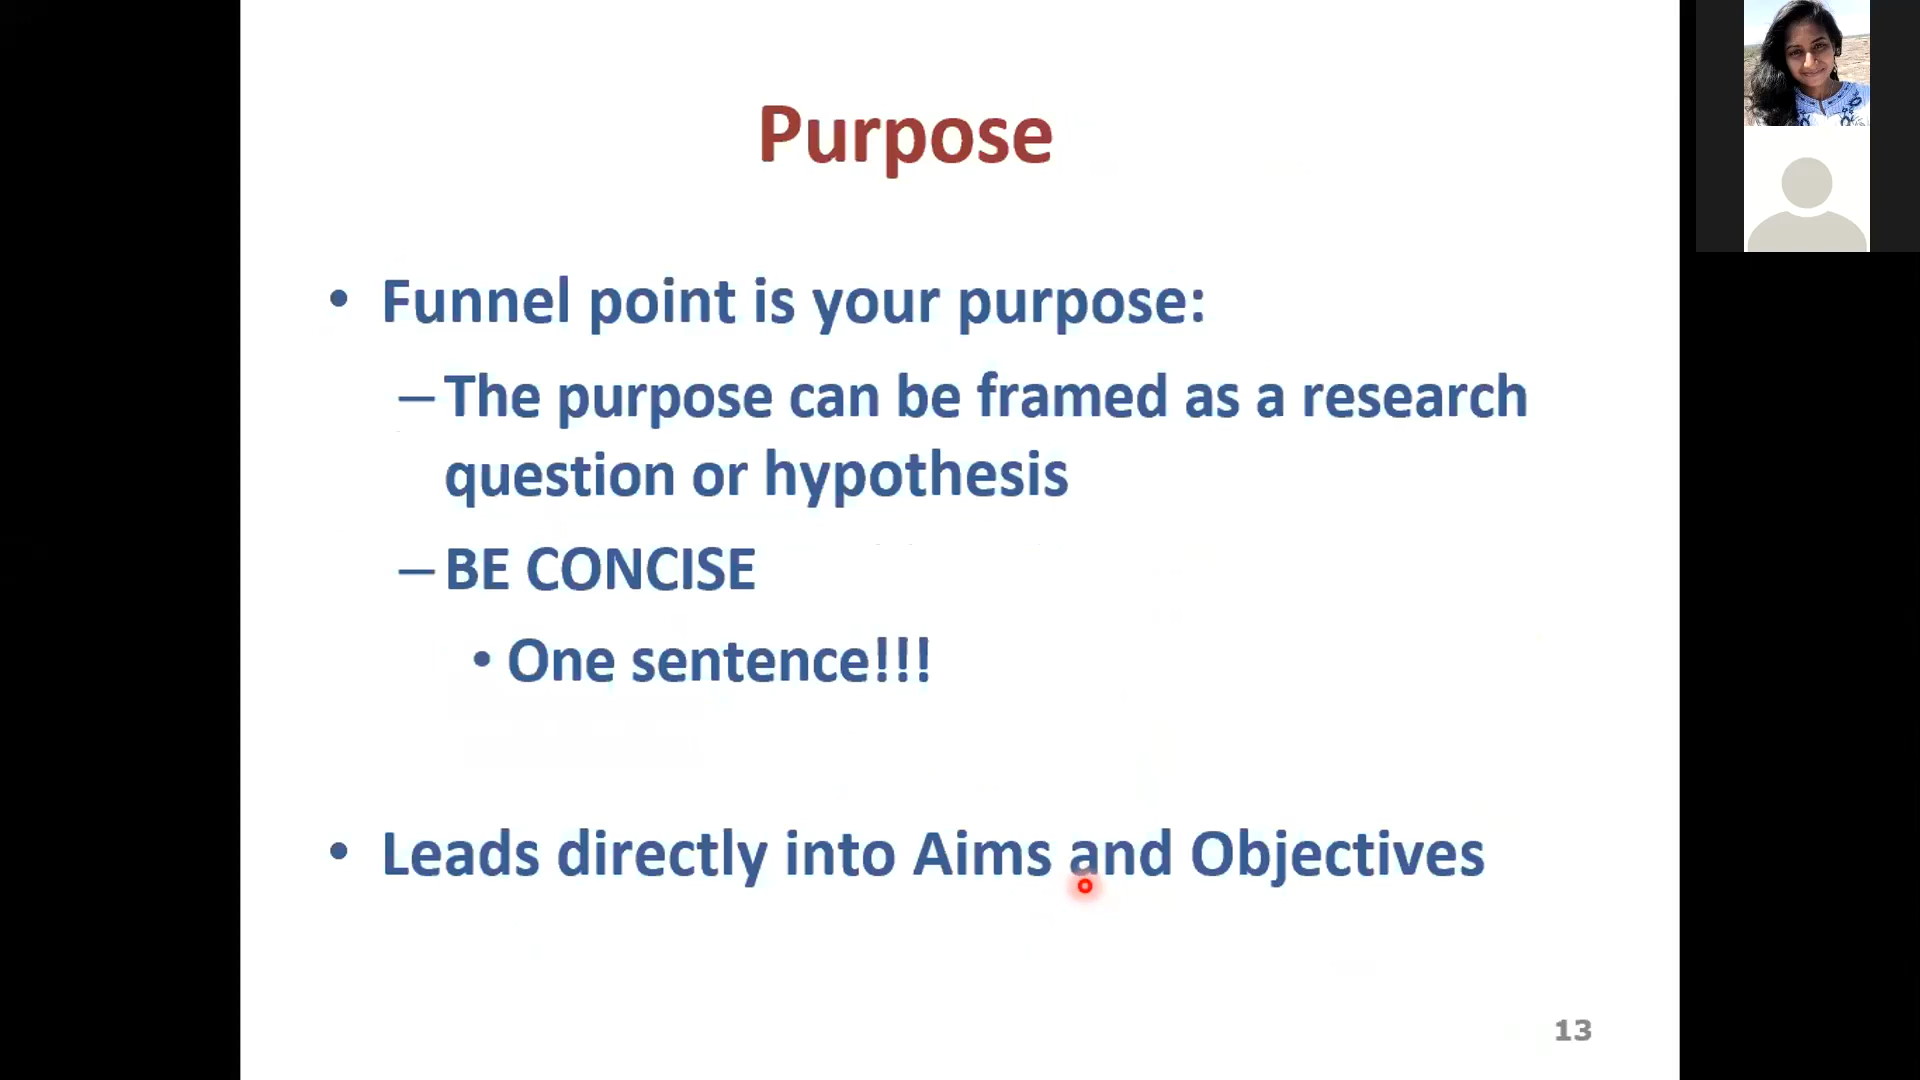 Purpose
• Funnel point is your purpose:
– The purpose can be framed as a research
question or hypothesis
– BE CONCISE
• One sentence!!!
• Leads directly into Aims and Objectives
13